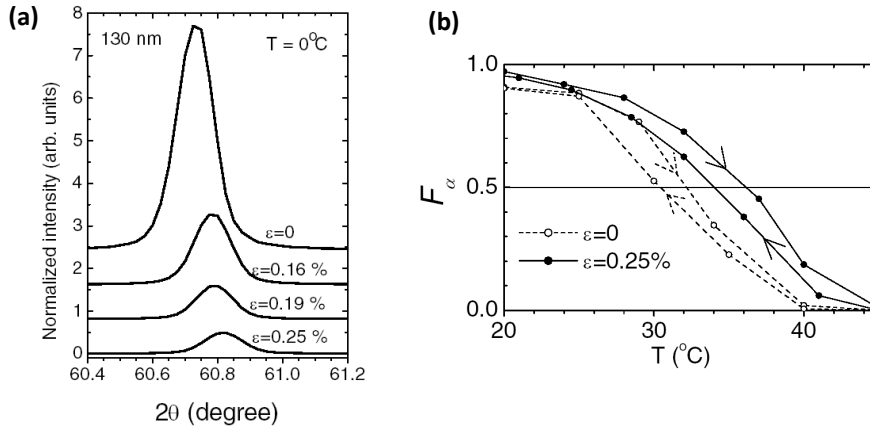 (a)
130 nm
T = 0°C
Normalized intensity (arb. units)
8
7
6
5
4
3
2
1
0
ε=0
ε=0.16 %
ε=0.19 %
ε=0.25 %
60.4 60.6 60.8 61.0 61.2
2θ (degree)
(b)
F_α
1.0
0.5
0.0
ε=0
ε=0.25%
20 30 40
T (°C)